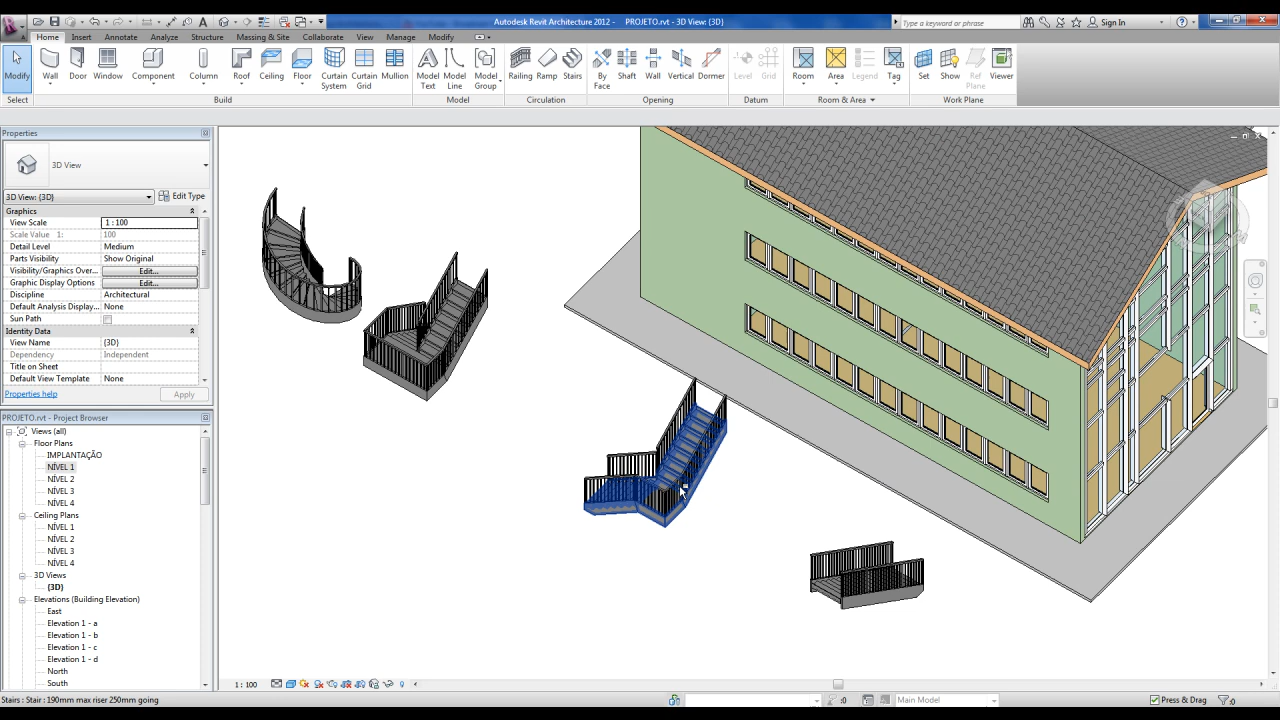 Autodesk Revit Architecture 2012 - PROJETO.rvt - 3D View: {3D}
Type a keyword or phrase
Sign In
Home Insert Annotate Analyze Structure Massing & Site Collaborate View Manage Modify
Modify Wall Door Window Component Column Roof Ceiling Floor Curtain System Curtain Grid Mullion Model Text Model Line Model Group Railing Ramp Stairs By Face Shaft Wall Vertical Dormer Level Grid Room Area Legend Tag Set Show Ref Plane Viewer
Select Build Model Circulation Opening Datum Room & Area Work Plane
Properties
3D View
3D View: {3D} Edit Type
Graphics
View Scale 1 : 100
Scale Value 1: 100
Detail Level Medium
Parts Visibility Show Original
Visibility/Graphics Over... Edit...
Graphic Display Options Edit...
Discipline Architectural
Default Analysis Display... None
Sun Path
Identity Data
View Name {3D}
Dependency Independent
Title on Sheet
Default View Template None
Properties help Apply
PROJETO.rvt - Project Browser
Views (all)
Floor Plans
IMPLANTAÇÃO
NÍVEL 1
NÍVEL 2
NÍVEL 3
NÍVEL 4
Ceiling Plans
NÍVEL 1
NÍVEL 2
NÍVEL 3
NÍVEL 4
3D Views
{3D}
Elevations (Building Elevation)
East
Elevation 1 - a
Elevation 1 - b
Elevation 1 - c
Elevation 1 - d
North
South
1 : 100
Stairs : Stair : 190mm max riser 250mm going
:0
Main Model
Press & Drag
:0